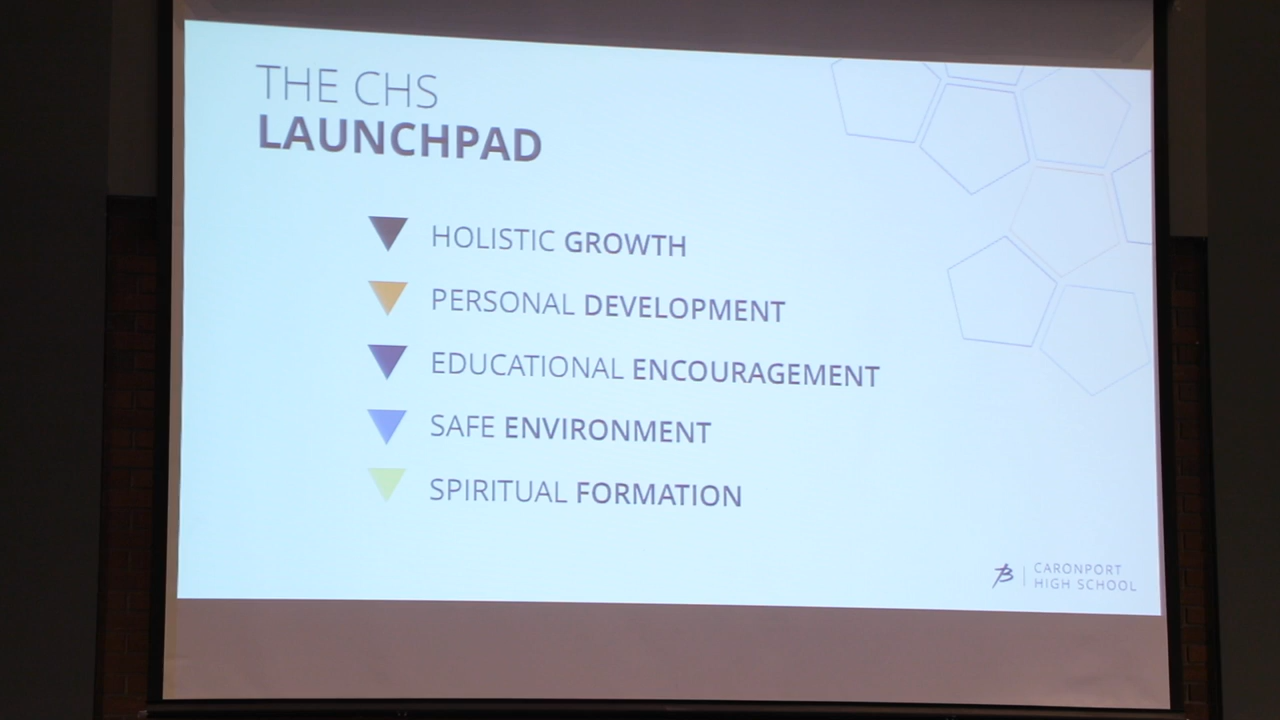 THE CHS
LAUNCHPAD
HOLISTIC GROWTH
PERSONAL DEVELOPMENT
EDUCATIONAL ENCOURAGEMENT
SAFE ENVIRONMENT
SPIRITUAL FORMATION
CARONPORT
HIGH SCHOOL